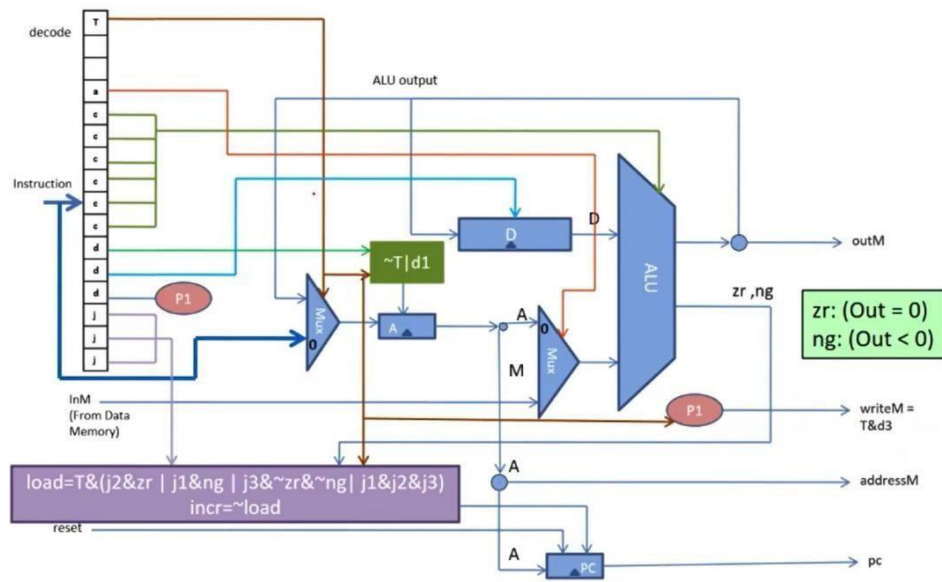 decode
T
a
c
c
c
c
c
c
d
d
d
j
j
j
Instruction
ALU output
P1
~T|d1
D
D
Mux
0
A
A
0
Mux
M
ALU
outM
zr ,ng
zr: (Out = 0)
ng: (Out < 0)
InM
(From Data
Memory)
P1
writeM =
T&d3
load=T&(j2&zr | j1&ng | j3&~zr&~ng| j1&j2&j3)
incr=~load
A
addressM
reset
A
PC
pc